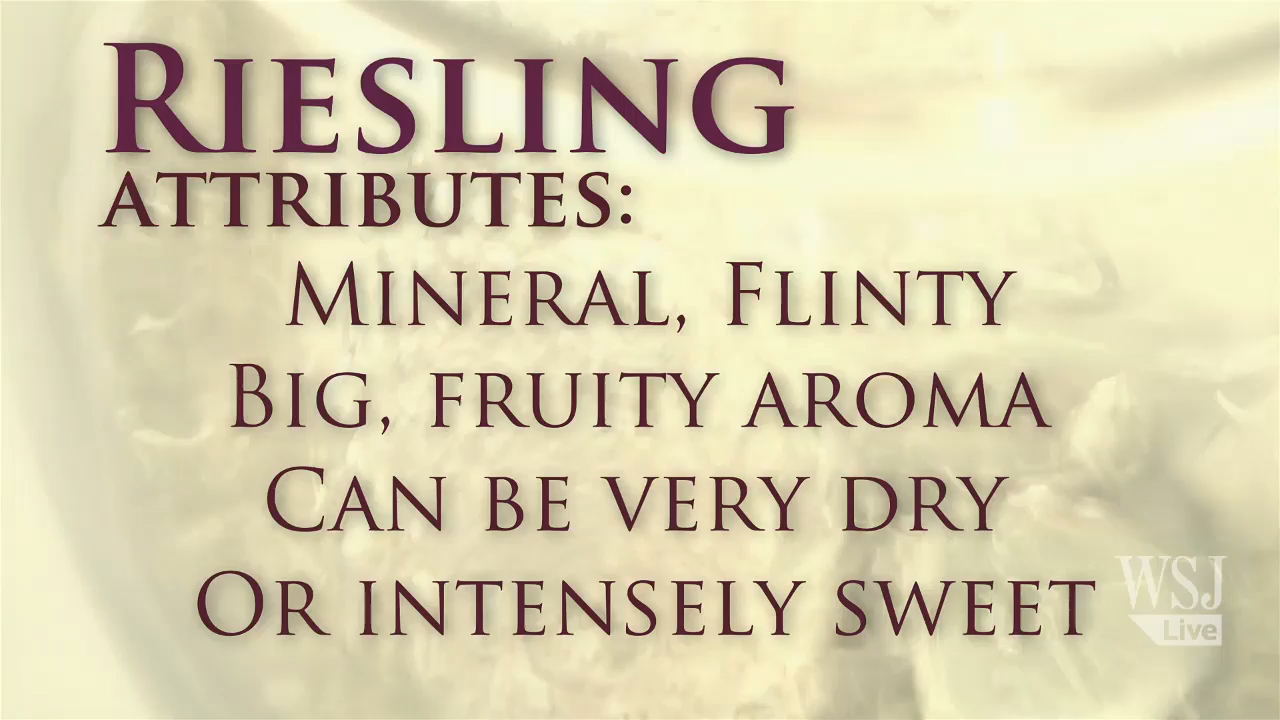 RIESLING
ATTRIBUTES:
MINERAL, FLINTY
BIG, FRUITY AROMA
CAN BE VERY DRY
OR INTENSELY SWEET
WSJ
Live